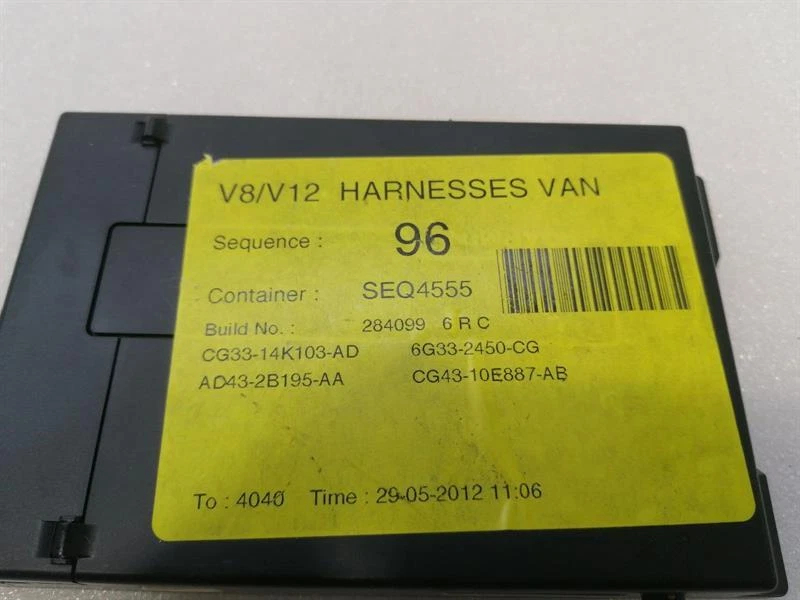 V8/V12 HARNESSES VAN
Sequence : 96
Container : SEQ4555
Build No. : 284099 6 R C
CG33-14K103-AD 6G33-2450-CG
AD43-2B195-AA CG43-10E887-AB
To : 4040 Time : 29-05-2012 11:06